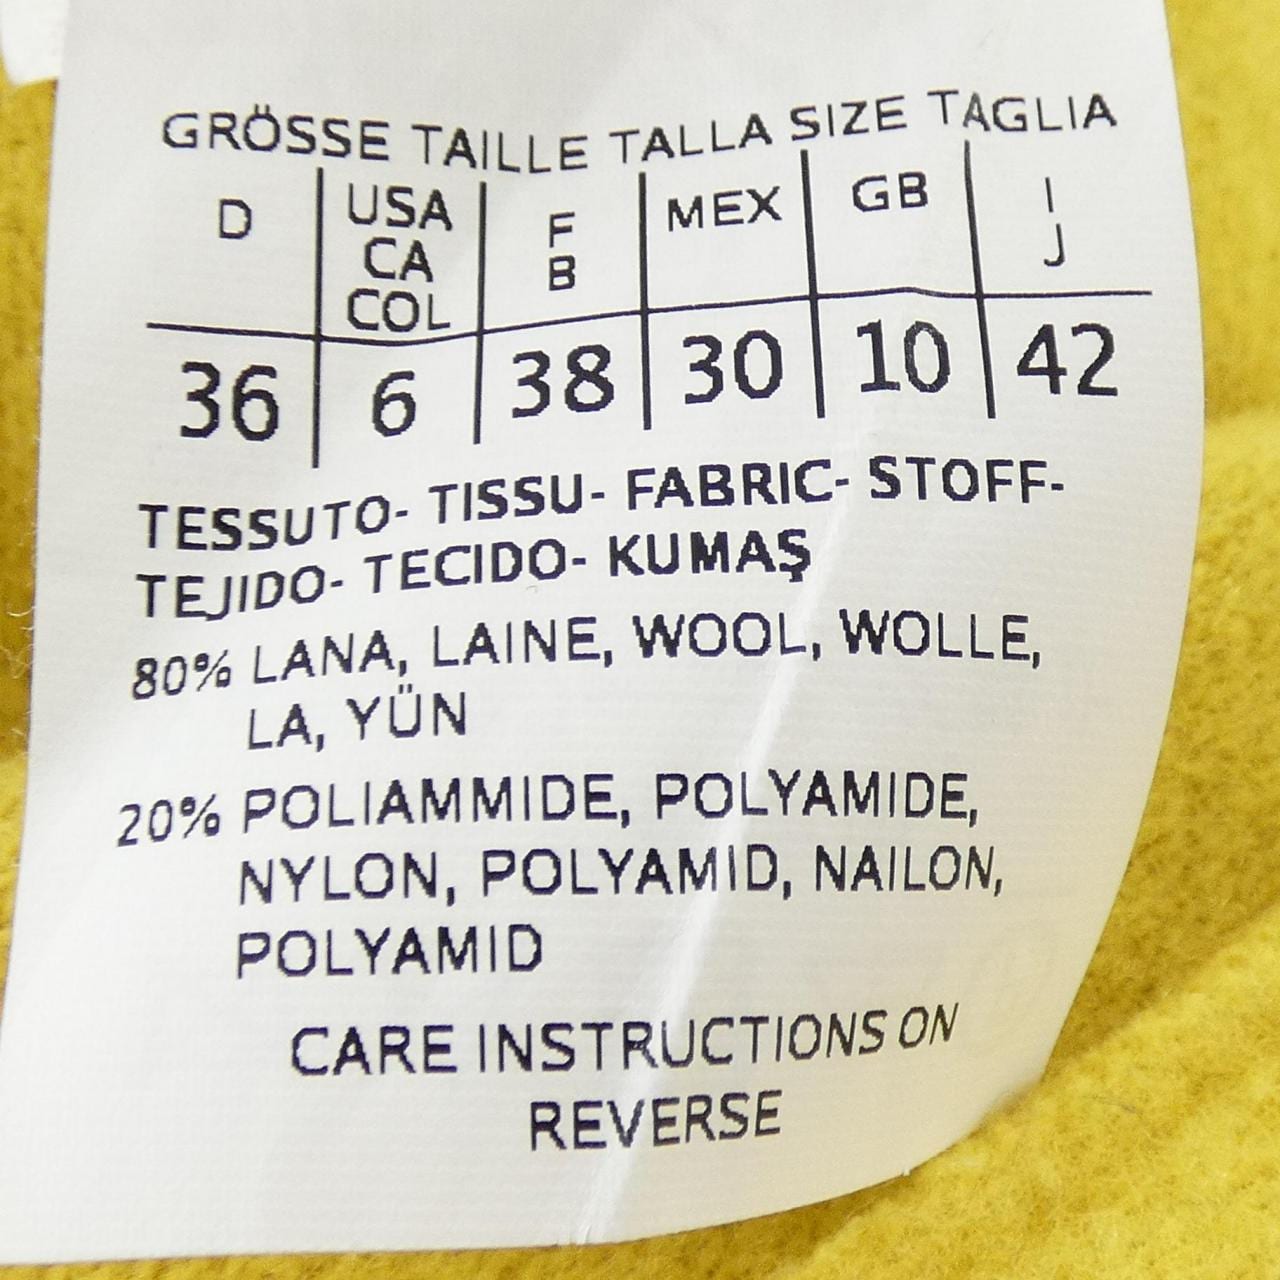 GRÖSSE TAILLE TALLA SIZE TAGLIA
D USA F MEX GB I
CA B J
COL
36 6 38 30 10 42
TESSUTO- TISSU- FABRIC- STOFF-
TEJIDO- TECIDO- KUMAŞ
80% LANA, LAINE, WOOL, WOLLE,
LA, YÜN
20% POLIAMMIDE, POLYAMIDE,
NYLON, POLYAMID, NAILON,
POLYAMID
CARE INSTRUCTIONS ON
REVERSE